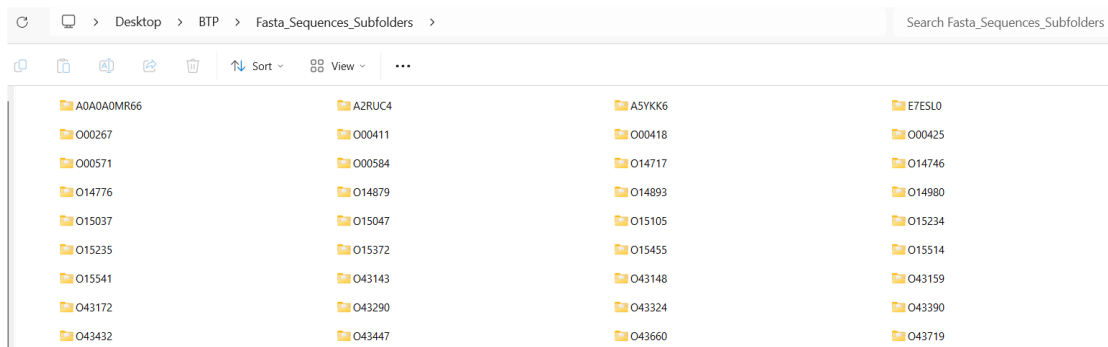 Desktop > BTP > Fasta_Sequences_Subfolders > Search Fasta_Sequences_Subfolders
Sort View ...
A0A0A0MR66 A2RUC4 A5YKK6 E7ESL0
O00267 O00411 O00418 O00425
O00571 O00584 O14717 O14746
O14776 O14879 O14893 O14980
O15037 O15047 O15105 O15234
O15235 O15372 O15455 O15514
O15541 O43143 O43148 O43159
O43172 O43290 O43324 O43390
O43432 O43447 O43660 O43719